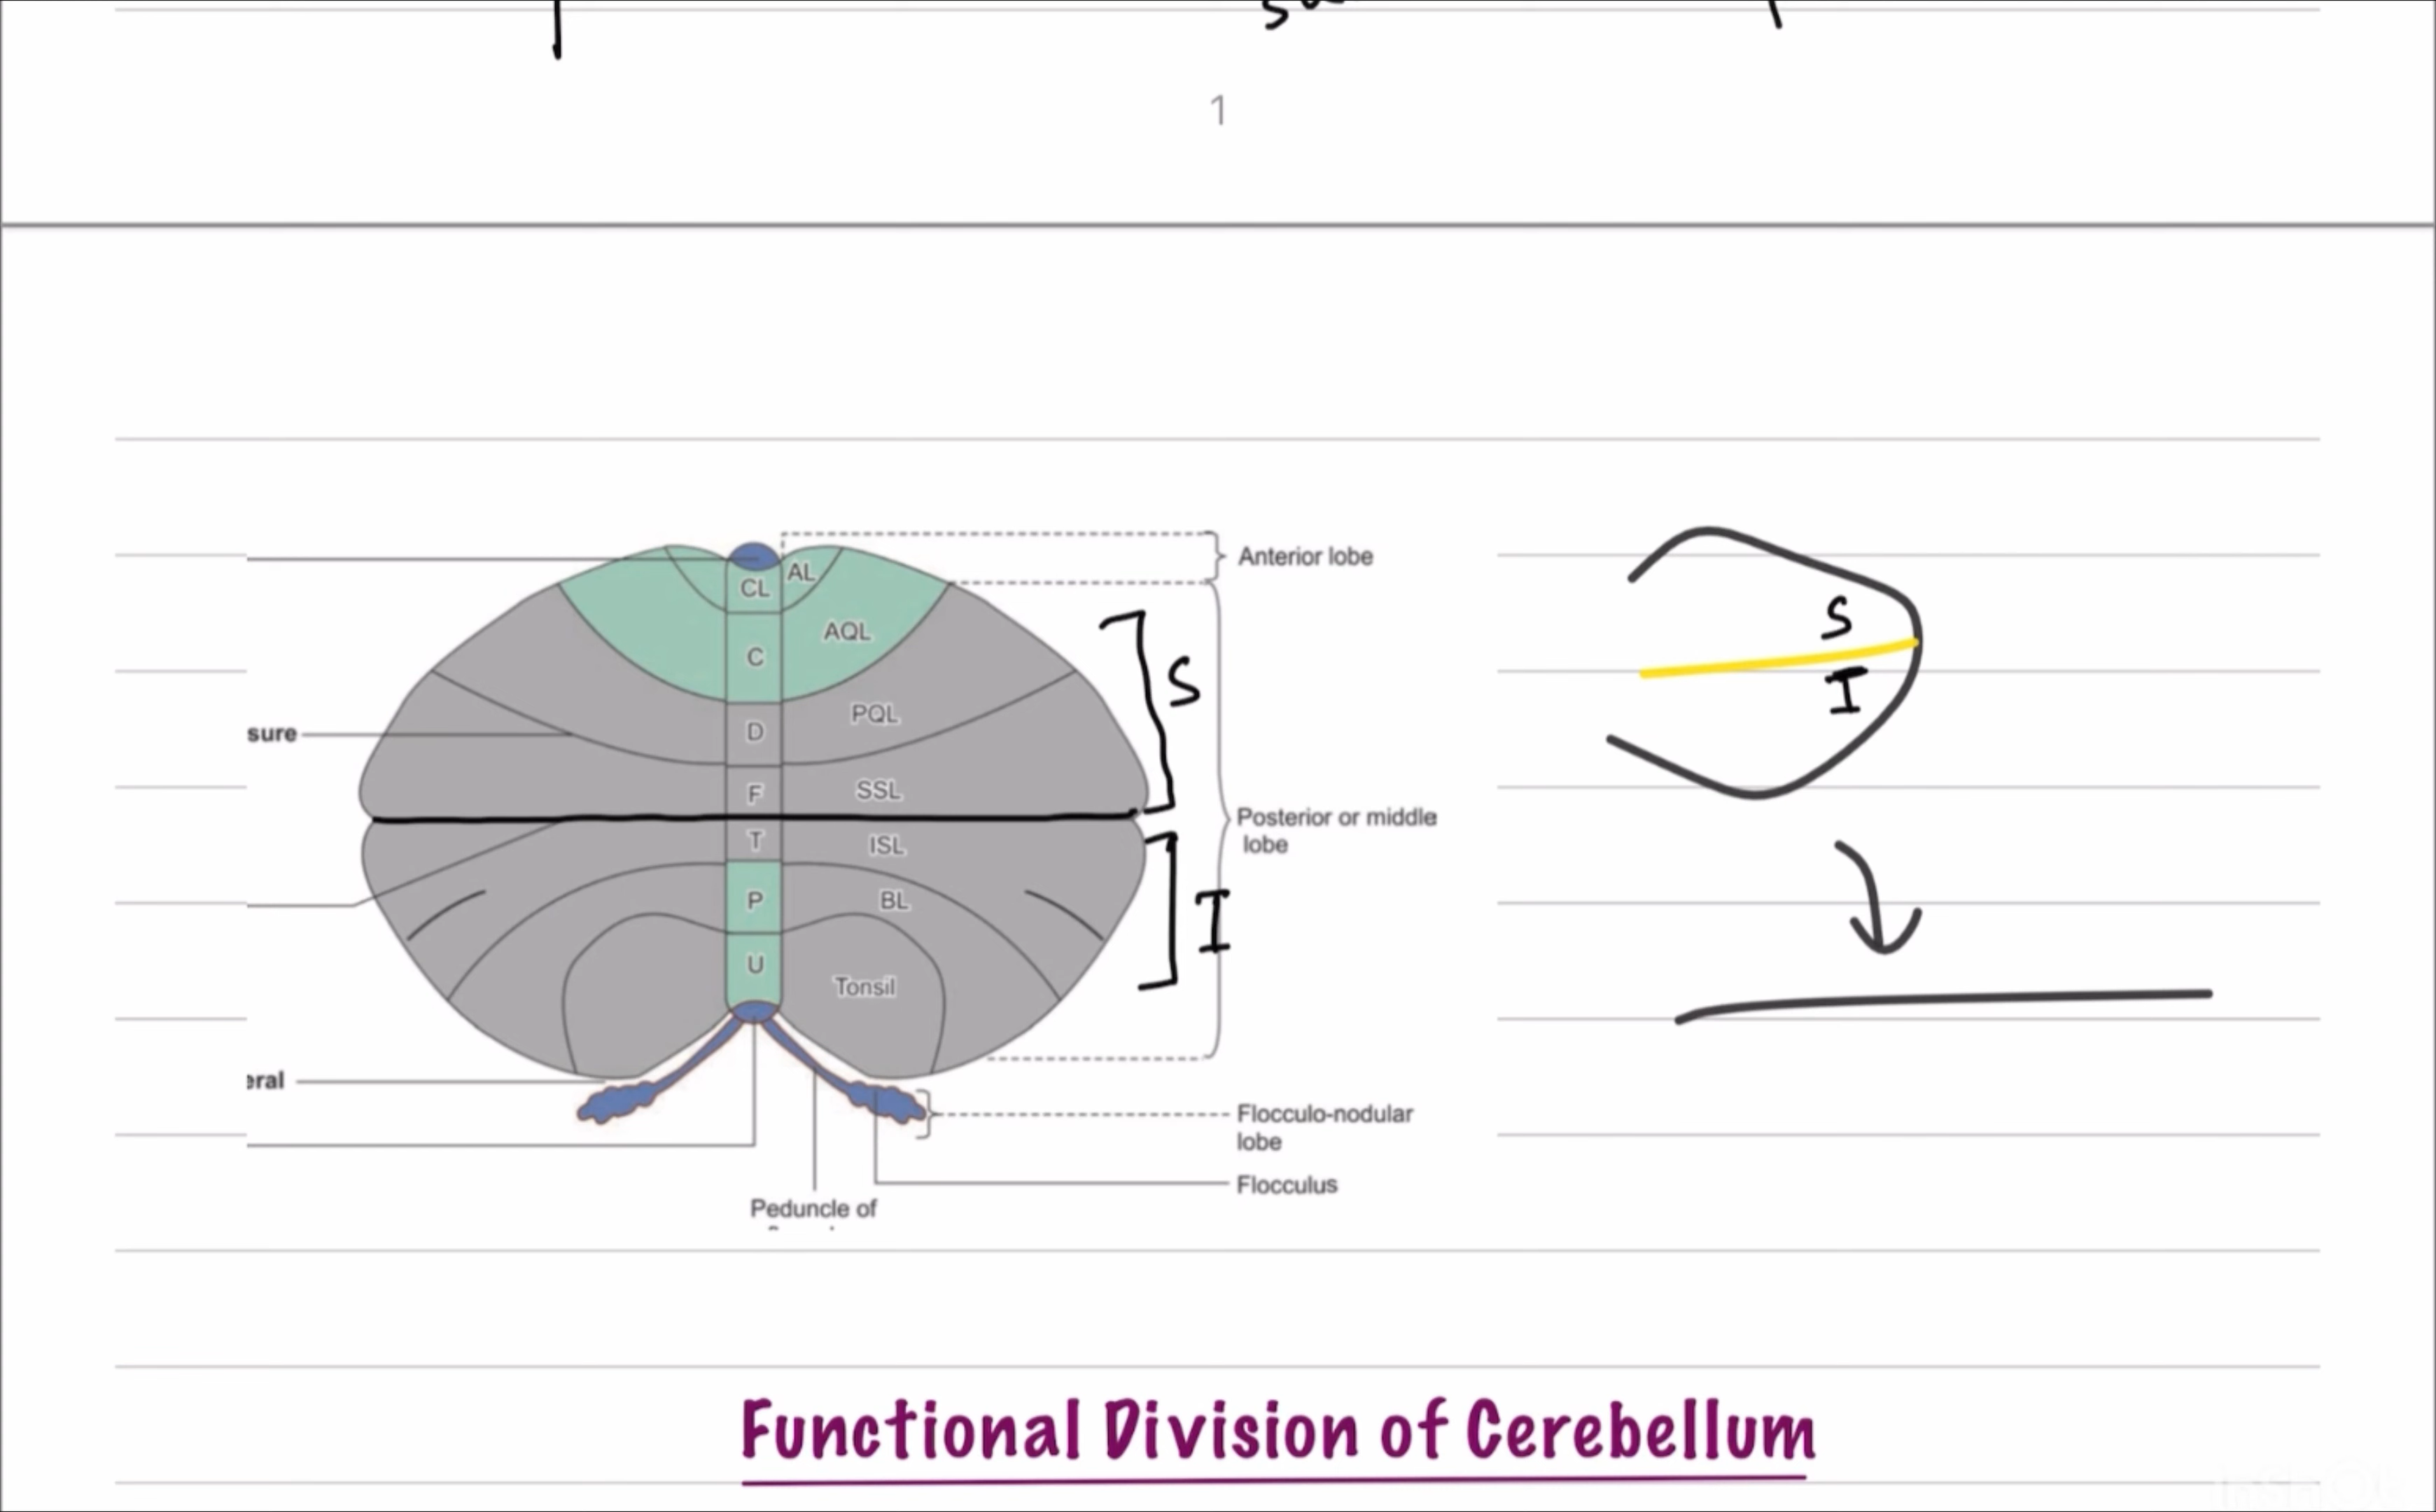 1
Anterior lobe
AL
CL
AQL
C
S
S
I
PQL
D
sure
SSL
F
Posterior or middle
lobe
T
ISL
P
BL
I
U
Tonsil
eral
Flocculo-nodular
lobe
Flocculus
Peduncle of
Functional Division of Cerebellum